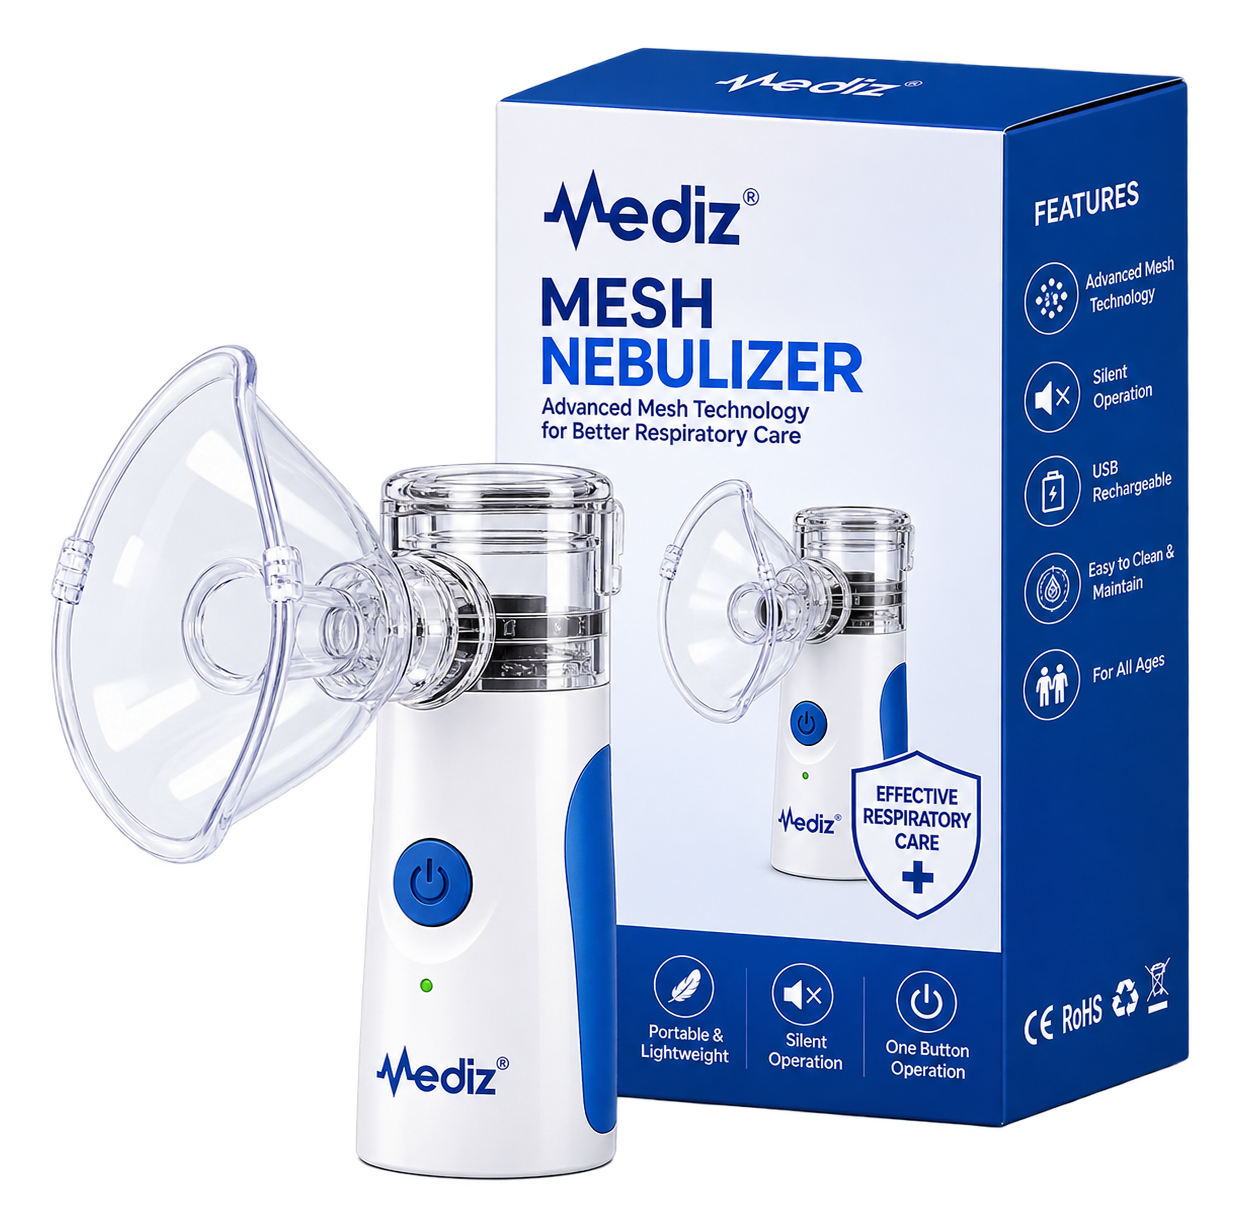 Mediz®
Mediz®
MESH
NEBULIZER
Advanced Mesh Technology
for Better Respiratory Care
Mediz®
EFFECTIVE
RESPIRATORY
CARE
Portable &
Lightweight
Silent
Operation
One Button
Operation
FEATURES
Advanced Mesh
Technology
Silent
Operation
USB
Rechargeable
Easy to Clean &
Maintain
For All Ages
CE RoHS
Mediz®